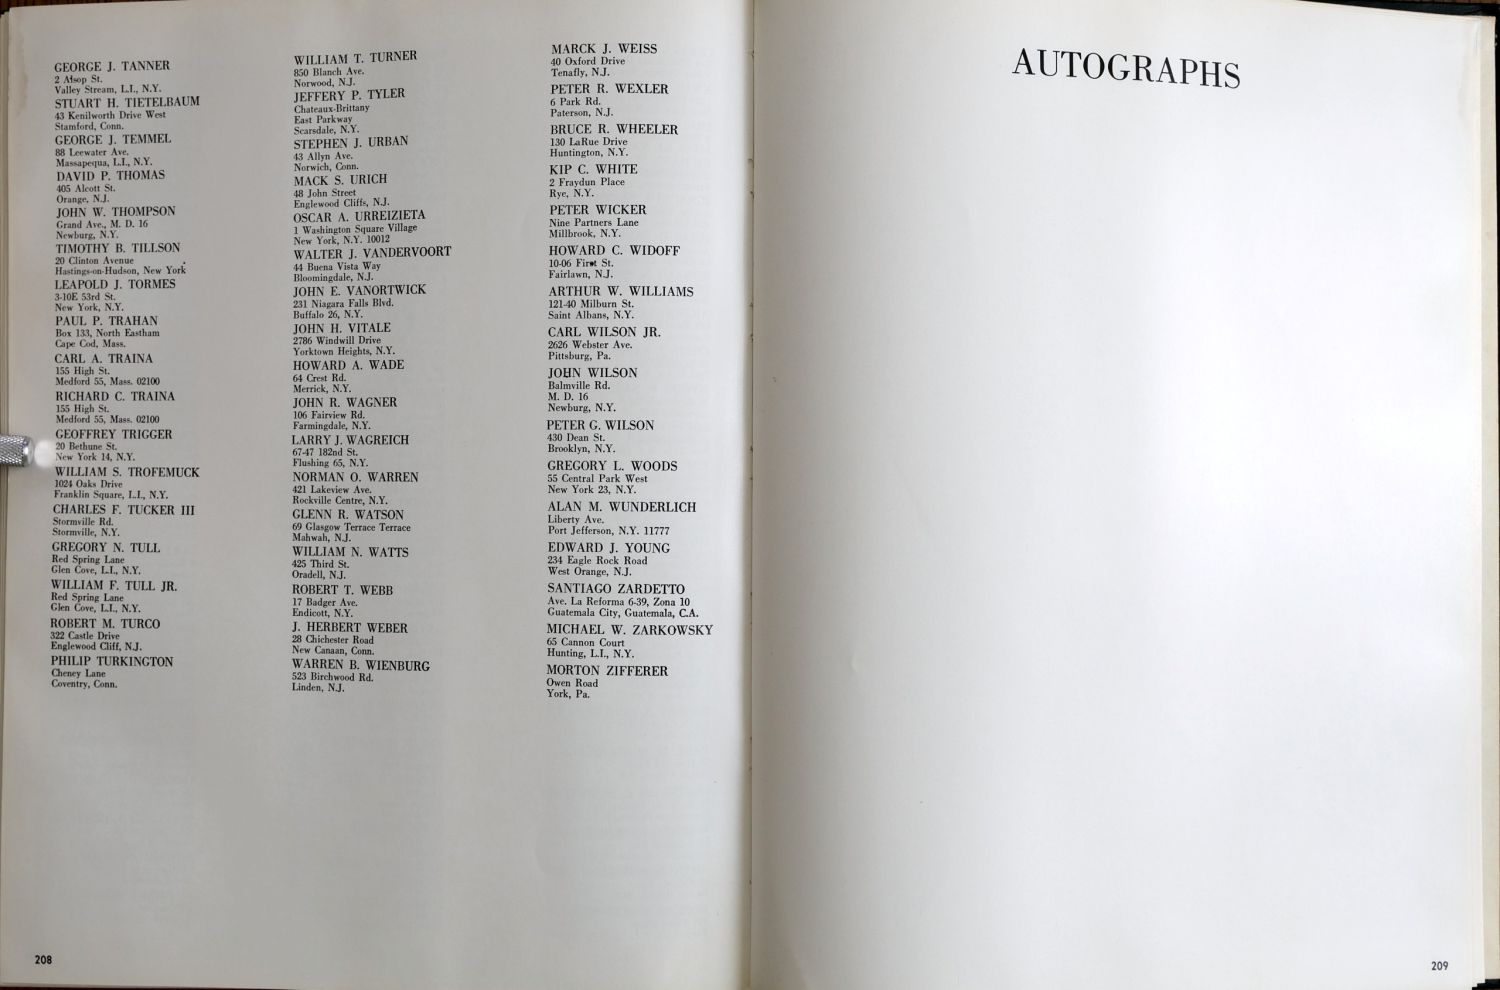 GEORGE J. TANNER
2 Alsop St.
Valley Stream, L.I., N.Y.
STUART H. TIETELBAUM
43 Kenilworth Drive West
Stamford, Conn.
GEORGE J. TEMMEL
88 Leewater Ave.
Massapequa, L.I., N.Y.
DAVID P. THOMAS
405 Alcott St.
Orange, N.J.
JOHN W. THOMPSON
Grand Ave., M. D. 16
Newburg, N.Y.
TIMOTHY B. TILLSON
20 Clinton Avenue
Hastings-on-Hudson, New York
LEAPOLD J. TORMES
3-10E 53rd St.
New York, N.Y.
PAUL P. TRAHAN
Box 133, North Eastham
Cape Cod, Mass.
CARL A. TRAINA
155 High St.
Medford 55, Mass. 02100
RICHARD C. TRAINA
155 High St.
Medford 55, Mass. 02100
GEOFFREY TRIGGER
20 Bethune St.
New York 14, N.Y.
WILLIAM S. TROFEMUCK
1024 Oaks Drive
Franklin Square, L.I., N.Y.
CHARLES F. TUCKER III
Stormville Rd.
Stormville, N.Y.
GREGORY N. TULL
Red Spring Lane
Glen Cove, L.I., N.Y.
WILLIAM F. TULL JR.
Red Spring Lane
Glen Cove, L.I., N.Y.
ROBERT M. TURCO
322 Castle Drive
Englewood Cliff, N.J.
PHILIP TURKINGTON
Cheney Lane
Coventry, Conn.
WILLIAM T. TURNER
850 Blanch Ave.
Norwood, N.J.
JEFFERY P. TYLER
Chateaux-Brittany
East Parkway
Scarsdale, N.Y.
STEPHEN J. URBAN
43 Allyn Ave.
Norwich, Conn.
MACK S. URICH
48 John Street
Englewood Cliffs, N.J.
OSCAR A. URREIZIETA
1 Washington Square Village
New York, N.Y. 10012
WALTER J. VANDERVOORT
44 Buena Vista Way
Bloomingdale, N.J.
JOHN E. VANORTWICK
231 Niagara Falls Blvd.
Buffalo 26, N.Y.
JOHN H. VITALE
2786 Windwill Drive
Yorktown Heights, N.Y.
HOWARD A. WADE
64 Crest Rd.
Merrick, N.Y.
JOHN R. WAGNER
106 Fairview Rd.
Farmingdale, N.Y.
LARRY J. WAGREICH
67-47 182nd St.
Flushing 65, N.Y.
NORMAN O. WARREN
421 Lakeview Ave.
Rockville Centre, N.Y.
GLENN R. WATSON
69 Glasgow Terrace Terrace
Mahwah, N.J.
WILLIAM N. WATTS
425 Third St.
Oradell, N.J.
ROBERT T. WEBB
17 Badger Ave.
Endicott, N.Y.
J. HERBERT WEBER
28 Chichester Road
New Canaan, Conn.
WARREN B. WIENBURG
523 Birchwood Rd.
Linden, N.J.
MARCK J. WEISS
40 Oxford Drive
Tenafly, N.J.
PETER R. WEXLER
6 Park Rd.
Paterson, N.J.
BRUCE R. WHEELER
130 LaRue Drive
Huntington, N.Y.
KIP C. WHITE
2 Fraydun Place
Rye, N.Y.
PETER WICKER
Nine Partners Lane
Millbrook, N.Y.
HOWARD C. WIDOFF
10-06 First St.
Fairlawn, N.J.
ARTHUR W. WILLIAMS
121-40 Milburn St.
Saint Albans, N.Y.
CARL WILSON JR.
2626 Webster Ave.
Pittsburg, Pa.
JOHN WILSON
Balmville Rd.
M. D. 16
Newburg, N.Y.
PETER G. WILSON
430 Dean St.
Brooklyn, N.Y.
GREGORY L. WOODS
55 Central Park West
New York 23, N.Y.
ALAN M. WUNDERLICH
Liberty Ave.
Port Jefferson, N.Y. 11777
EDWARD J. YOUNG
234 Eagle Rock Road
West Orange, N.J.
SANTIAGO ZARDETTO
Ave. La Reforma 6-39, Zona 10
Guatemala City, Guatemala, C.A.
MICHAEL W. ZARKOWSKY
65 Cannon Court
Hunting, L.I., N.Y.
MORTON ZIFFERER
Owen Road
York, Pa.
208
AUTOGRAPHS
209